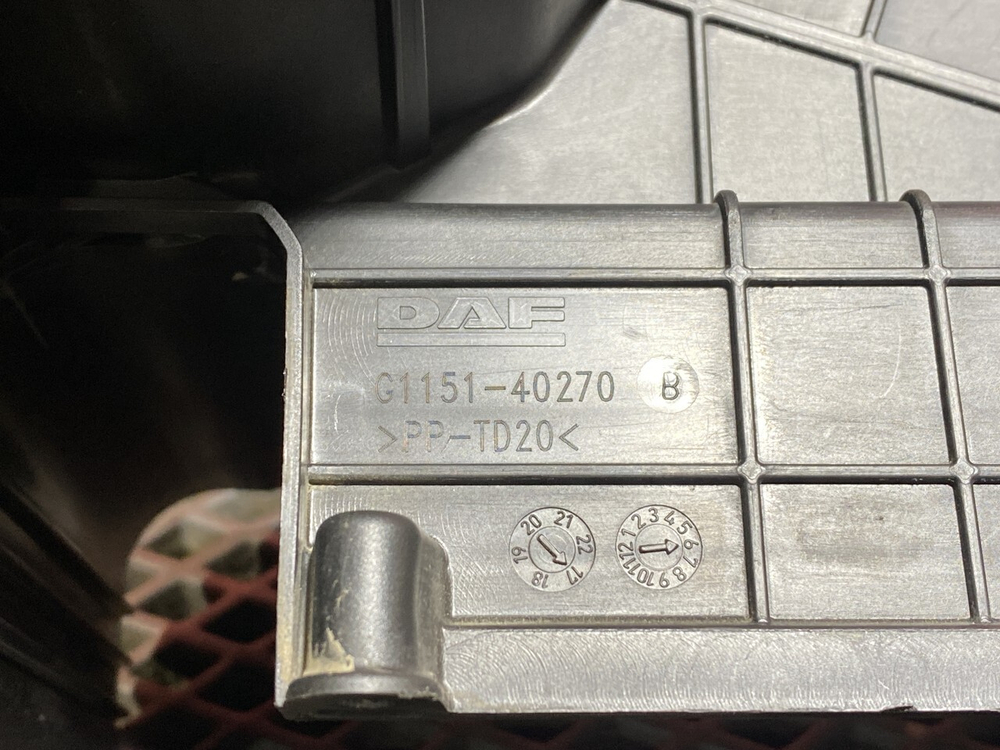 DAF
G1151-40270 B
>PP-TD20<
17 18 19 20 21 22
1 2 3 4 5 6 7 8 9 10 11 12